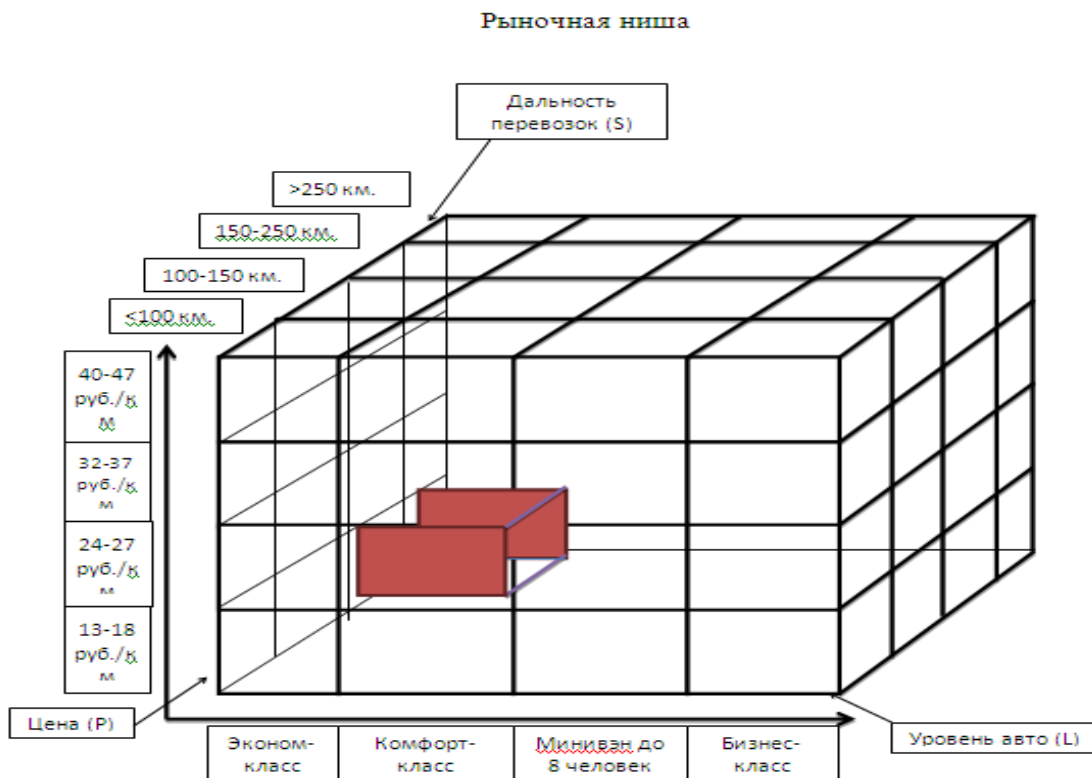 Рыночная ниша
Дальность
перевозок (S)
>250 км.
150-250 км.
100-150 км.
≤100 км.
40-47
руб./к
м
32-37
руб./к
м
24-27
руб./к
м
13-18
руб./к
м
Цена (P)
Уровень авто (L)
Эконом-
класс
Комфорт-
класс
Минивэн до
8 человек
Бизнес-
класс